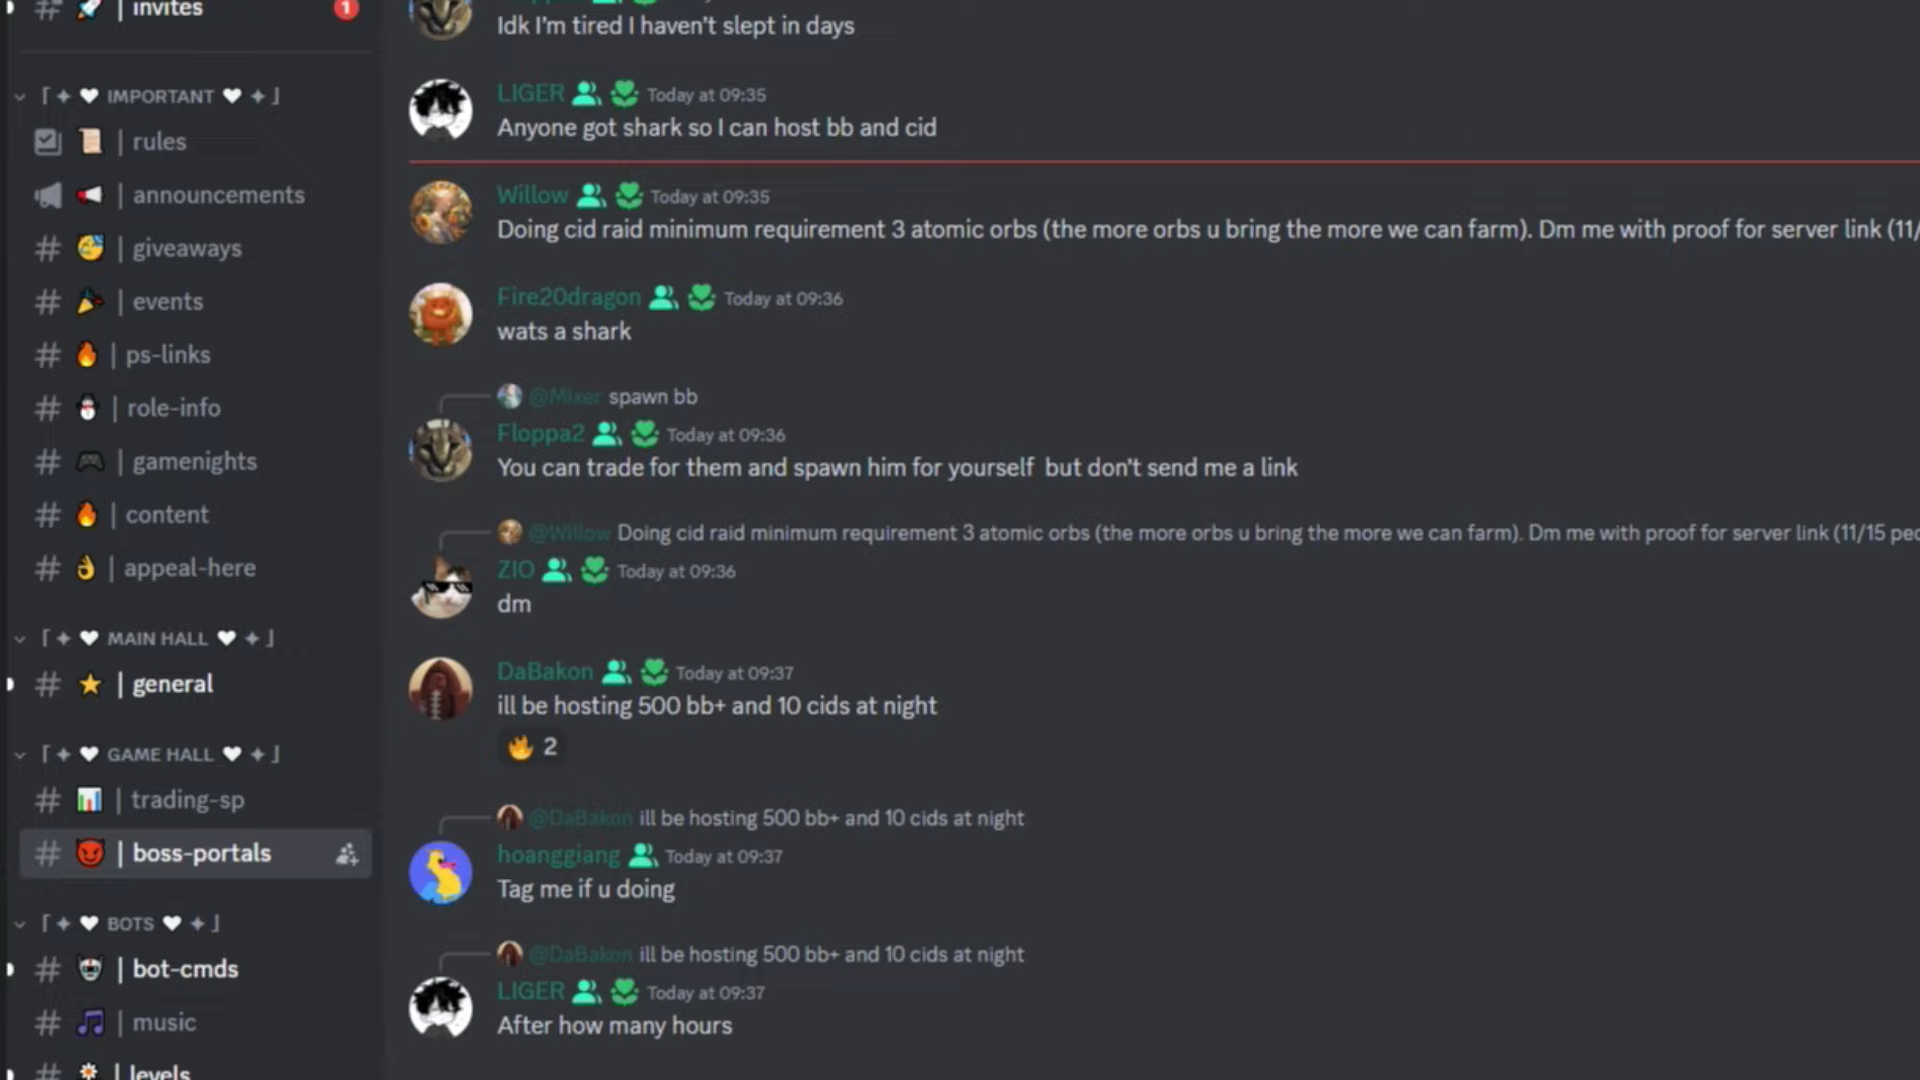 | invites
1
「✦ 🤍 IMPORTANT 🤍 ✦」
| rules
| announcements
| giveaways
| events
| ps-links
| role-info
| gamenights
| content
| appeal-here
「✦ 🤍 MAIN HALL 🤍 ✦」
| general
「✦ 🤍 GAME HALL 🤍 ✦」
| trading-sp
| boss-portals
「✦ 🤍 BOTS 🤍 ✦」
| bot-cmds
| music
| levels
Idk I'm tired I haven't slept in days
LIGER Today at 09:35
Anyone got shark so I can host bb and cid
Willow Today at 09:35
Doing cid raid minimum requirement 3 atomic orbs (the more orbs u bring the more we can farm). Dm me with proof for server link (11/
Fire20dragon Today at 09:36
wats a shark
@Mixer spawn bb
Floppa2 Today at 09:36
You can trade for them and spawn him for yourself but don't send me a link
@Willow Doing cid raid minimum requirement 3 atomic orbs (the more orbs u bring the more we can farm). Dm me with proof for server link (11/15
ZIO Today at 09:36
dm
DaBakon Today at 09:37
ill be hosting 500 bb+ and 10 cids at night
🔥 2
@DaBakon ill be hosting 500 bb+ and 10 cids at night
hoanggiang Today at 09:37
Tag me if u doing
@DaBakon ill be hosting 500 bb+ and 10 cids at night
LIGER Today at 09:37
After how many hours